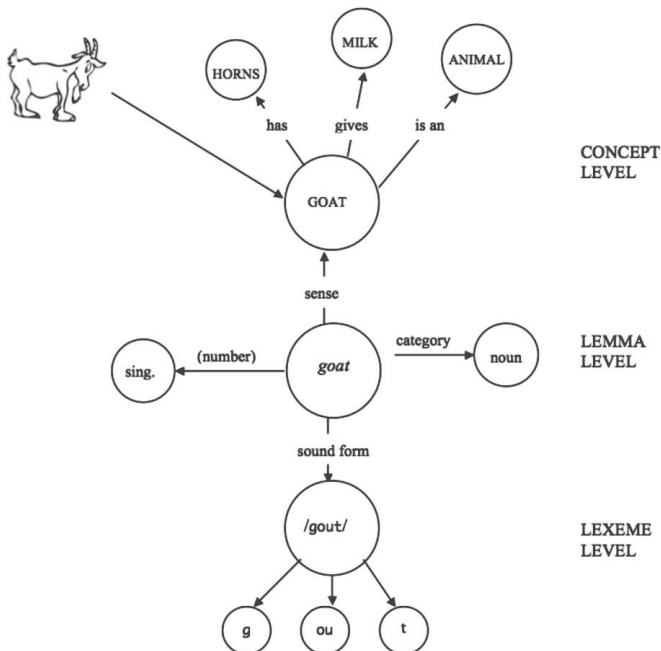 MILK
HORNS
ANIMAL
has
gives
is an
GOAT
CONCEPT
LEVEL
sense
(number)
category
sing.
goat
noun
LEMMA
LEVEL
sound form
/gout/
LEXEME
LEVEL
g
ou
t